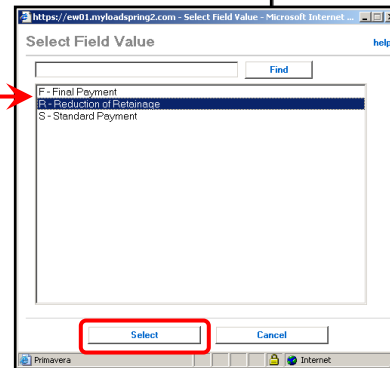 https://ew01.myloadspring2.com - Select Field Value - Microsoft Internet ...
Select Field Value
help
Find
F - Final Payment
R - Reduction of Retainage
S - Standard Payment
Select
Cancel
Primavera
Internet